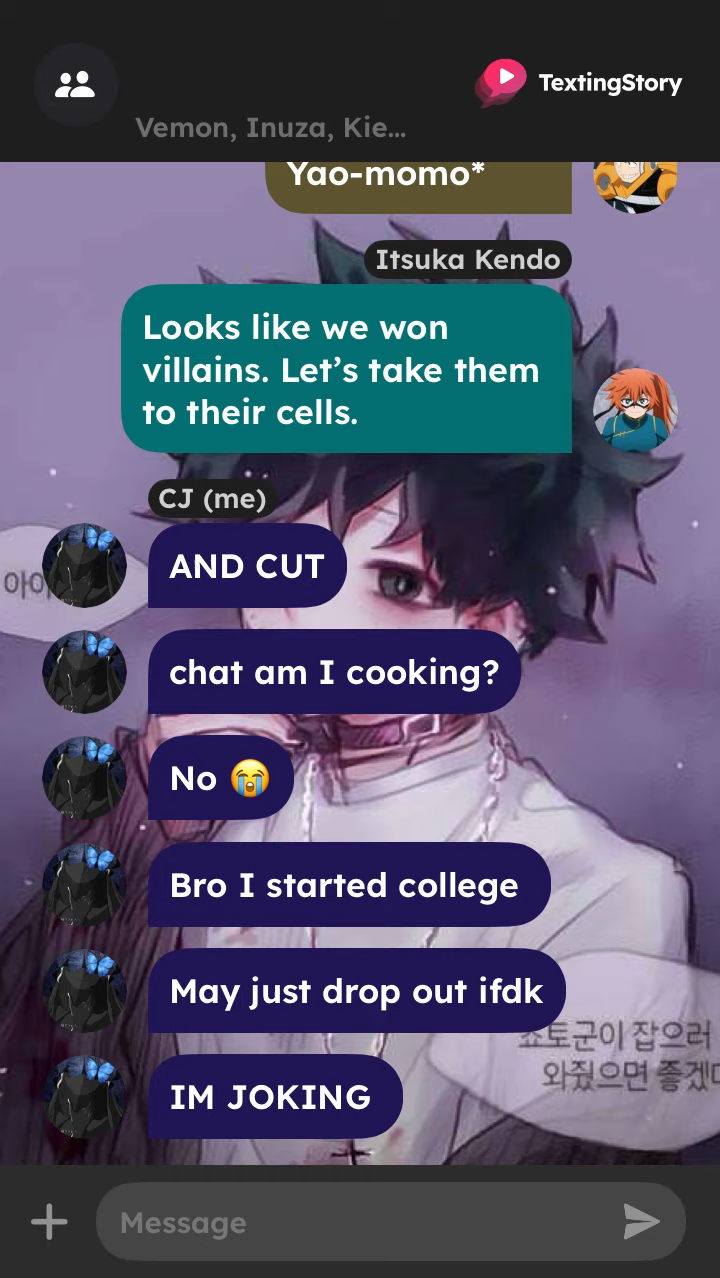 TextingStory
Vemon, Inuza, Kie...
Yao-momo*
Itsuka Kendo
Looks like we won
villains. Let’s take them
to their cells.
CJ (me)
AND CUT
아이
chat am I cooking?
No 😭
Bro I started college
May just drop out ifdk
쇼토군이 잡으러
와줬으면 좋겠다
IM JOKING
Message